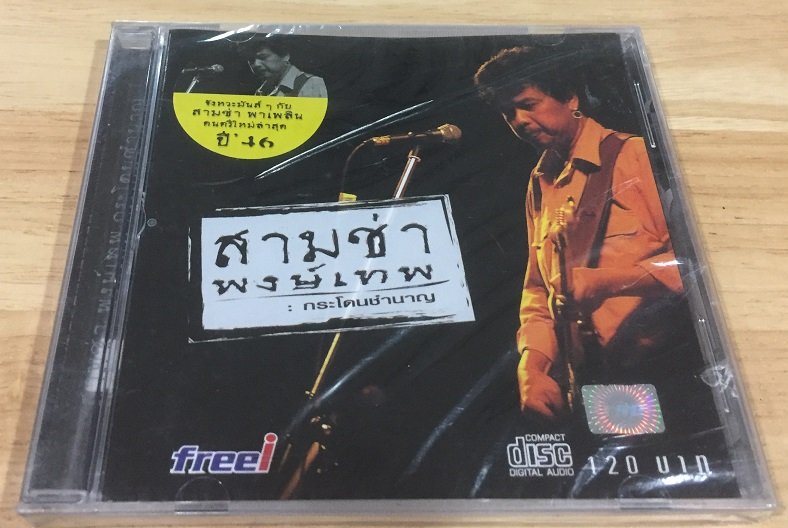 จังหวะมันส์ ๆ กับ
สามช่า พาเพลิน
ดนตรีใหม่ล่าสุด
ปี '46
สามช่า
พงษ์เทพ
: กระโดนชำนาญ
freei
COMPACT
disc
DIGITAL AUDIO
120 บาท